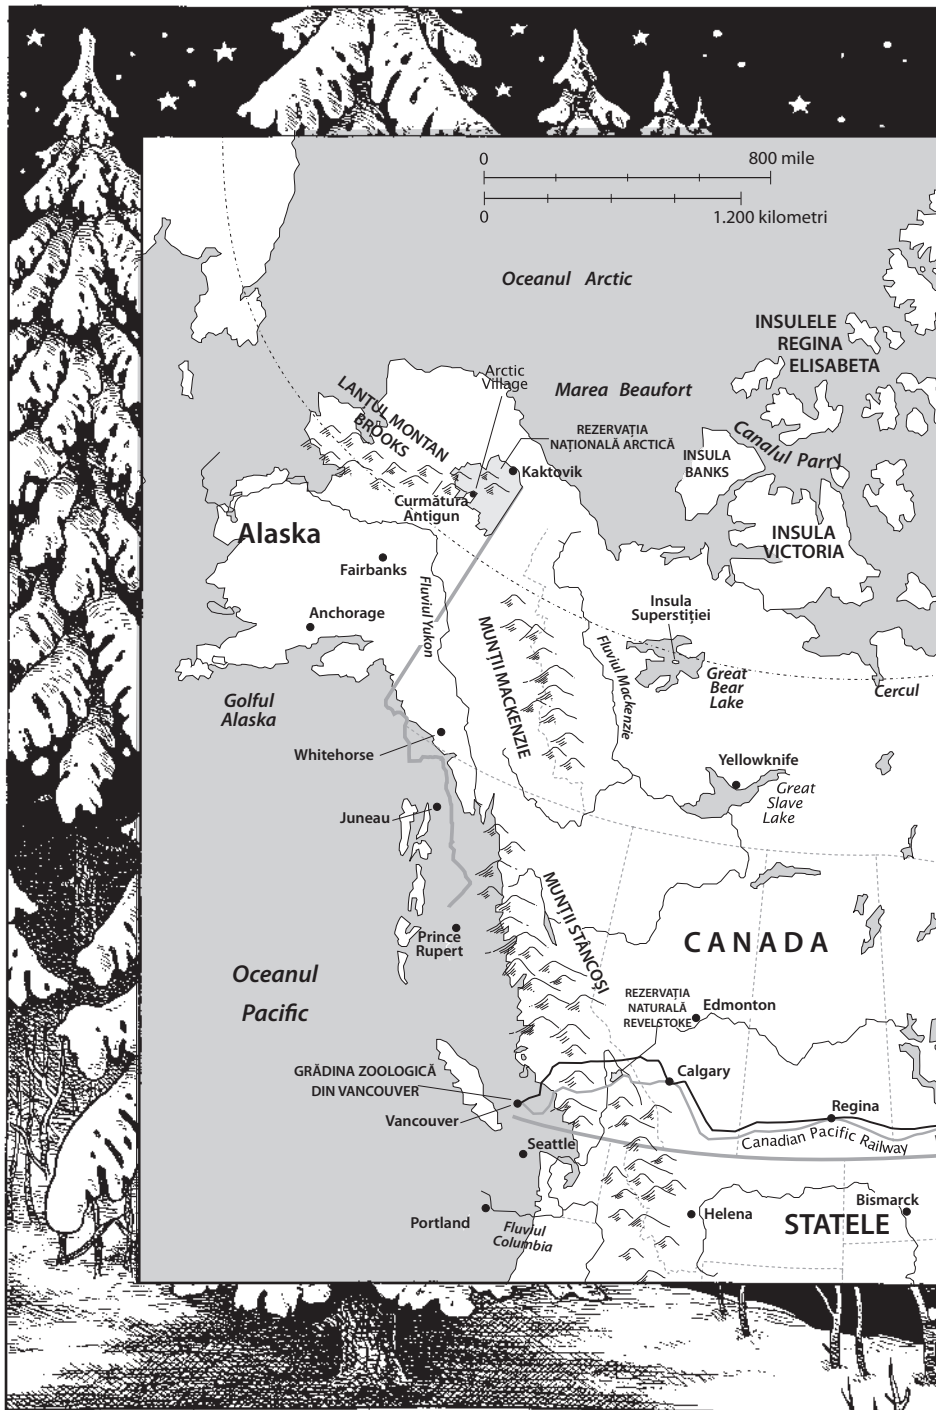 0 800 mile
0 1.200 kilometri
Oceanul Arctic
INSULELE
REGINA
ELISABETA
Arctic
Village
Marea Beaufort
LANTUL MONTAN
BROOKS
REZERVAȚIA
NAȚIONALĂ ARCTICĂ
Canalul Parry
INSULA
BANKS
Kaktovik
Curmătura
Antigun
Alaska
INSULA
VICTORIA
Fairbanks
Fluviul Yukon
Anchorage
Insula
Superstiției
MUNȚII MACKENZIE
Fluviul Mackenzie
Great
Bear
Lake
Cercul
Golful
Alaska
Whitehorse
Yellowknife
Great
Slave
Lake
Juneau
MUNȚII STÂNCOȘI
Prince
Rupert
CANADA
Oceanul
Pacific
REZERVAȚIA
NATURALĂ
REVELSTOKE
Edmonton
GRĂDINA ZOOLOGICĂ
DIN VANCOUVER
Calgary
Vancouver
Regina
Canadian Pacific Railway
Seattle
Portland
Fluviul
Columbia
Helena
Bismarck
STATELE